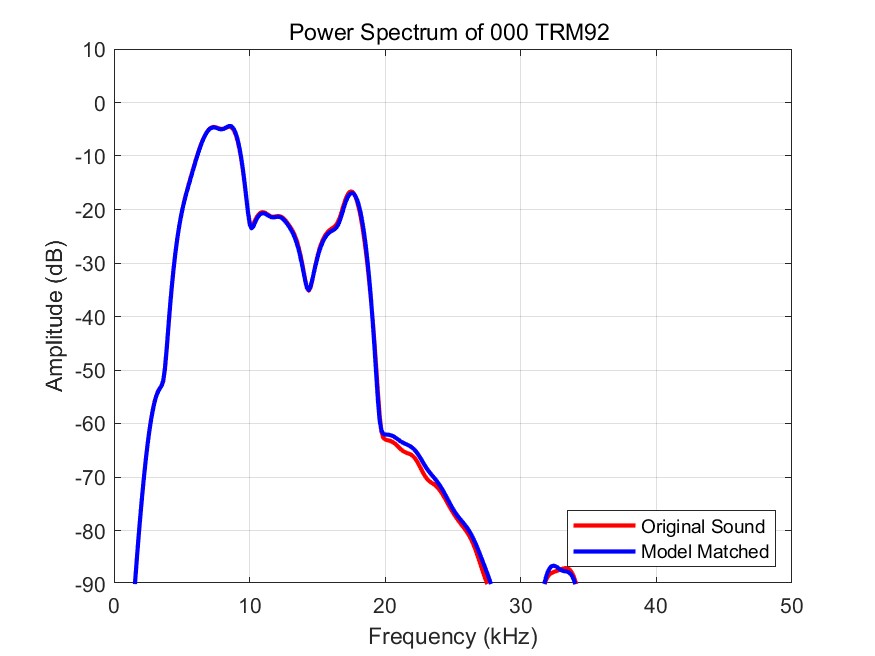 Power Spectrum of 000 TRM92
10
0
-10
-20
-30
-40
-50
-60
-70
-80
-90
Amplitude (dB)
Original Sound
Model Matched
0 10 20 30 40 50
Frequency (kHz)